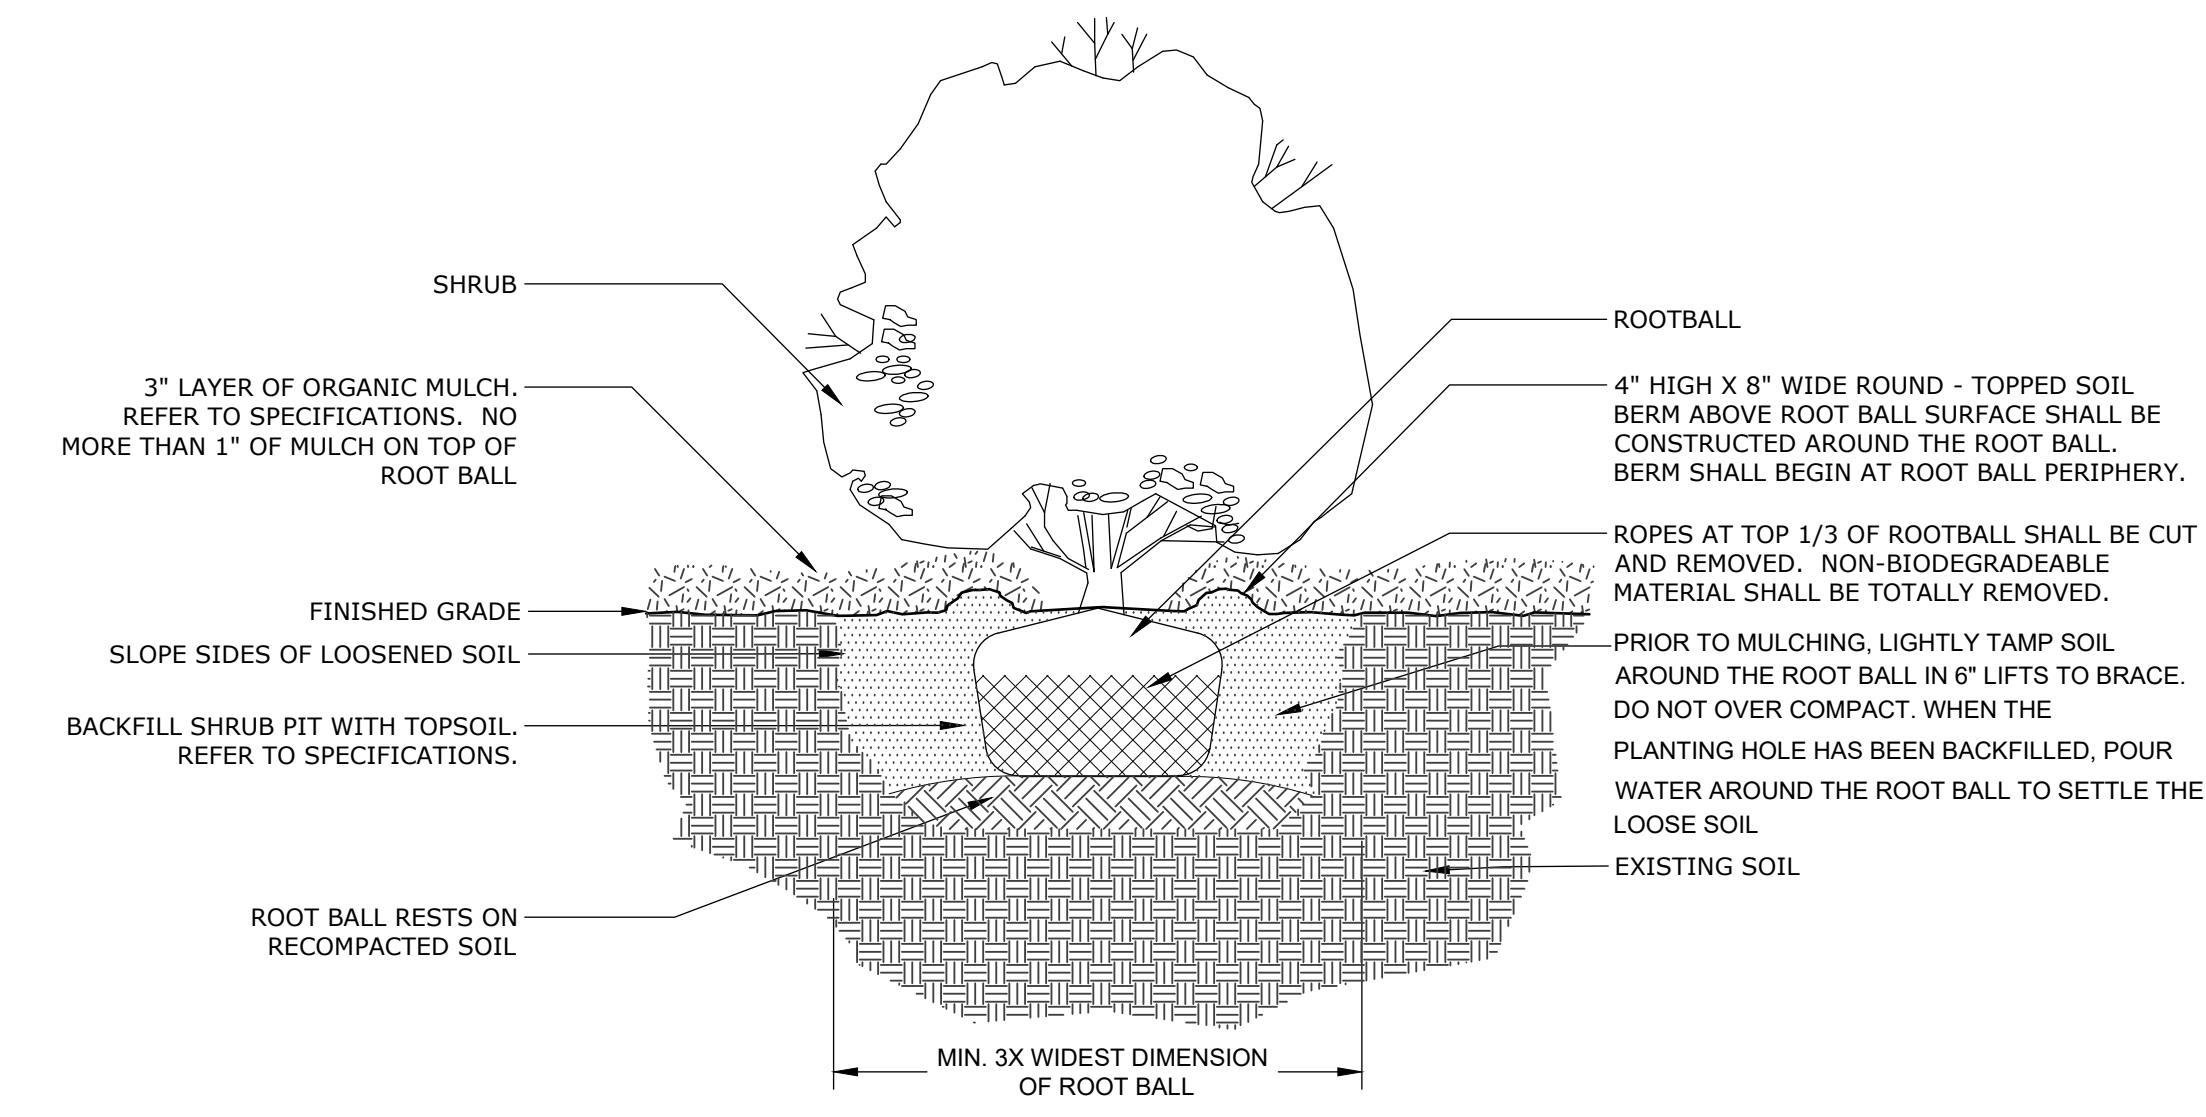 SHRUB
3" LAYER OF ORGANIC MULCH.
REFER TO SPECIFICATIONS. NO
MORE THAN 1" OF MULCH ON TOP OF
ROOT BALL
FINISHED GRADE
SLOPE SIDES OF LOOSENED SOIL
BACKFILL SHRUB PIT WITH TOPSOIL.
REFER TO SPECIFICATIONS.
ROOT BALL RESTS ON
RECOMPACTED SOIL
ROOTBALL
4" HIGH X 8" WIDE ROUND - TOPPED SOIL
BERM ABOVE ROOT BALL SURFACE SHALL BE
CONSTRUCTED AROUND THE ROOT BALL.
BERM SHALL BEGIN AT ROOT BALL PERIPHERY.
ROPES AT TOP 1/3 OF ROOTBALL SHALL BE CUT
AND REMOVED. NON-BIODEGRADEABLE
MATERIAL SHALL BE TOTALLY REMOVED.
PRIOR TO MULCHING, LIGHTLY TAMP SOIL
AROUND THE ROOT BALL IN 6" LIFTS TO BRACE.
DO NOT OVER COMPACT. WHEN THE
PLANTING HOLE HAS BEEN BACKFILLED, POUR
WATER AROUND THE ROOT BALL TO SETTLE THE
LOOSE SOIL
EXISTING SOIL
MIN. 3X WIDEST DIMENSION
OF ROOT BALL